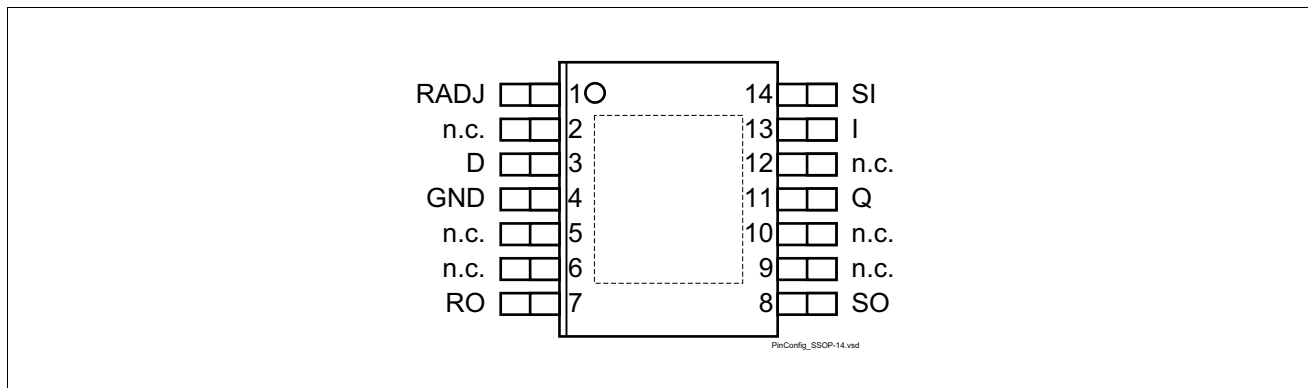 RADJ 1 14 SI
n.c. 2 13 I
D 3 12 n.c.
GND 4 11 Q
n.c. 5 10 n.c.
n.c. 6 9 n.c.
RO 7 8 SO
PinConfig_SSOP-14.vsd